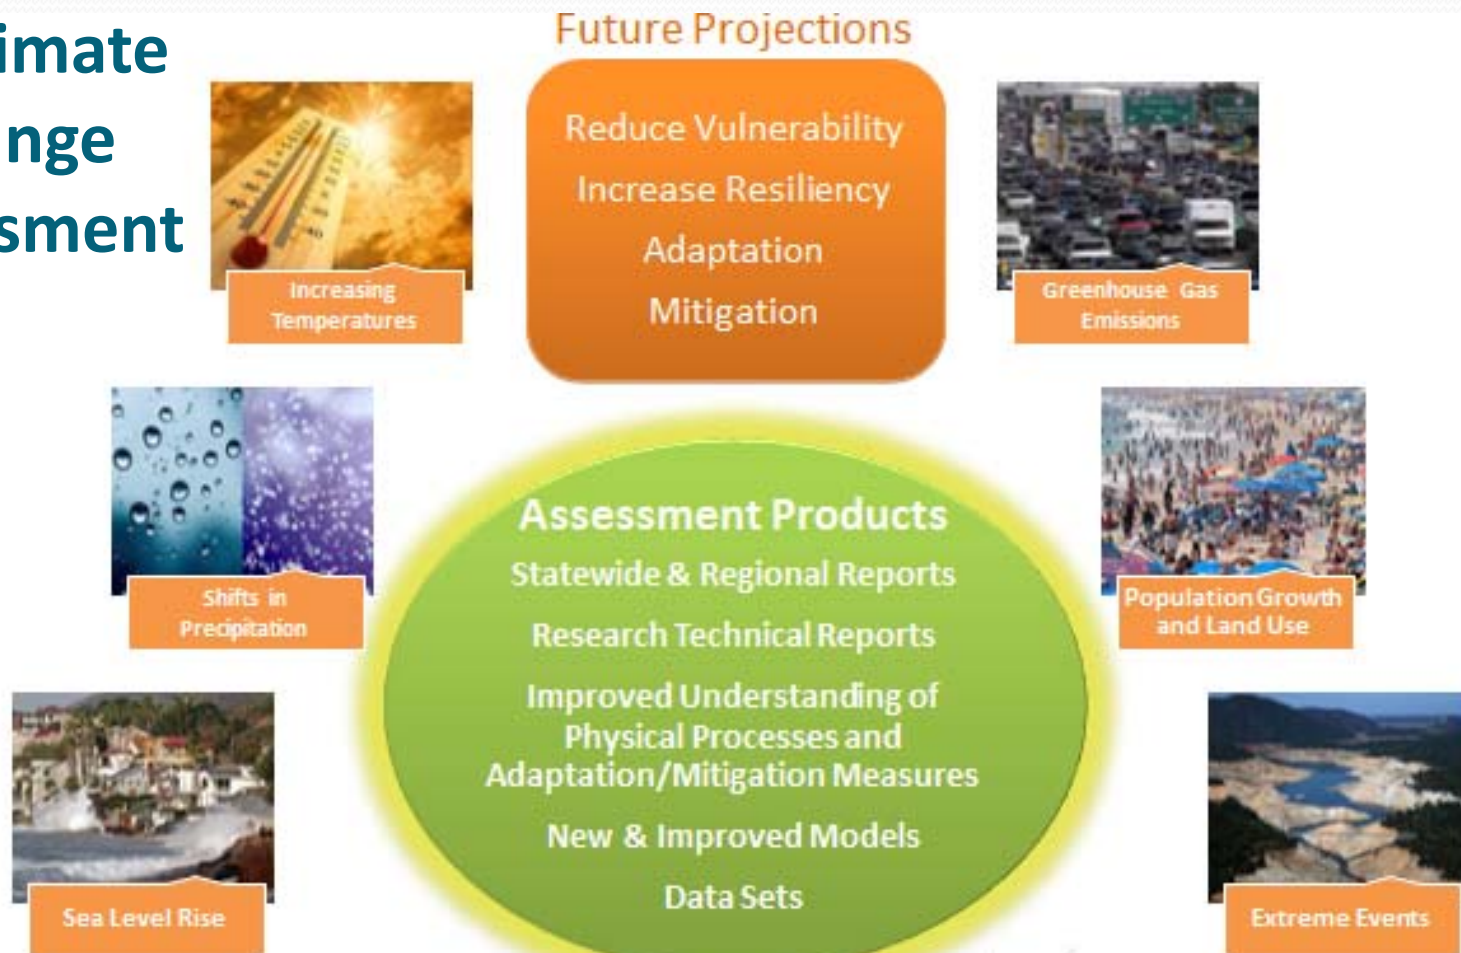 imate
nge
sment
Future Projections
Reduce Vulnerability
Increase Resiliency
Adaptation
Mitigation
Increasing
Temperatures
Greenhouse Gas
Emissions
Shifts in
Precipitation
Population Growth
and Land Use
Assessment Products
Statewide & Regional Reports
Research Technical Reports
Improved Understanding of
Physical Processes and
Adaptation/Mitigation Measures
New & Improved Models
Data Sets
Sea Level Rise
Extreme Events